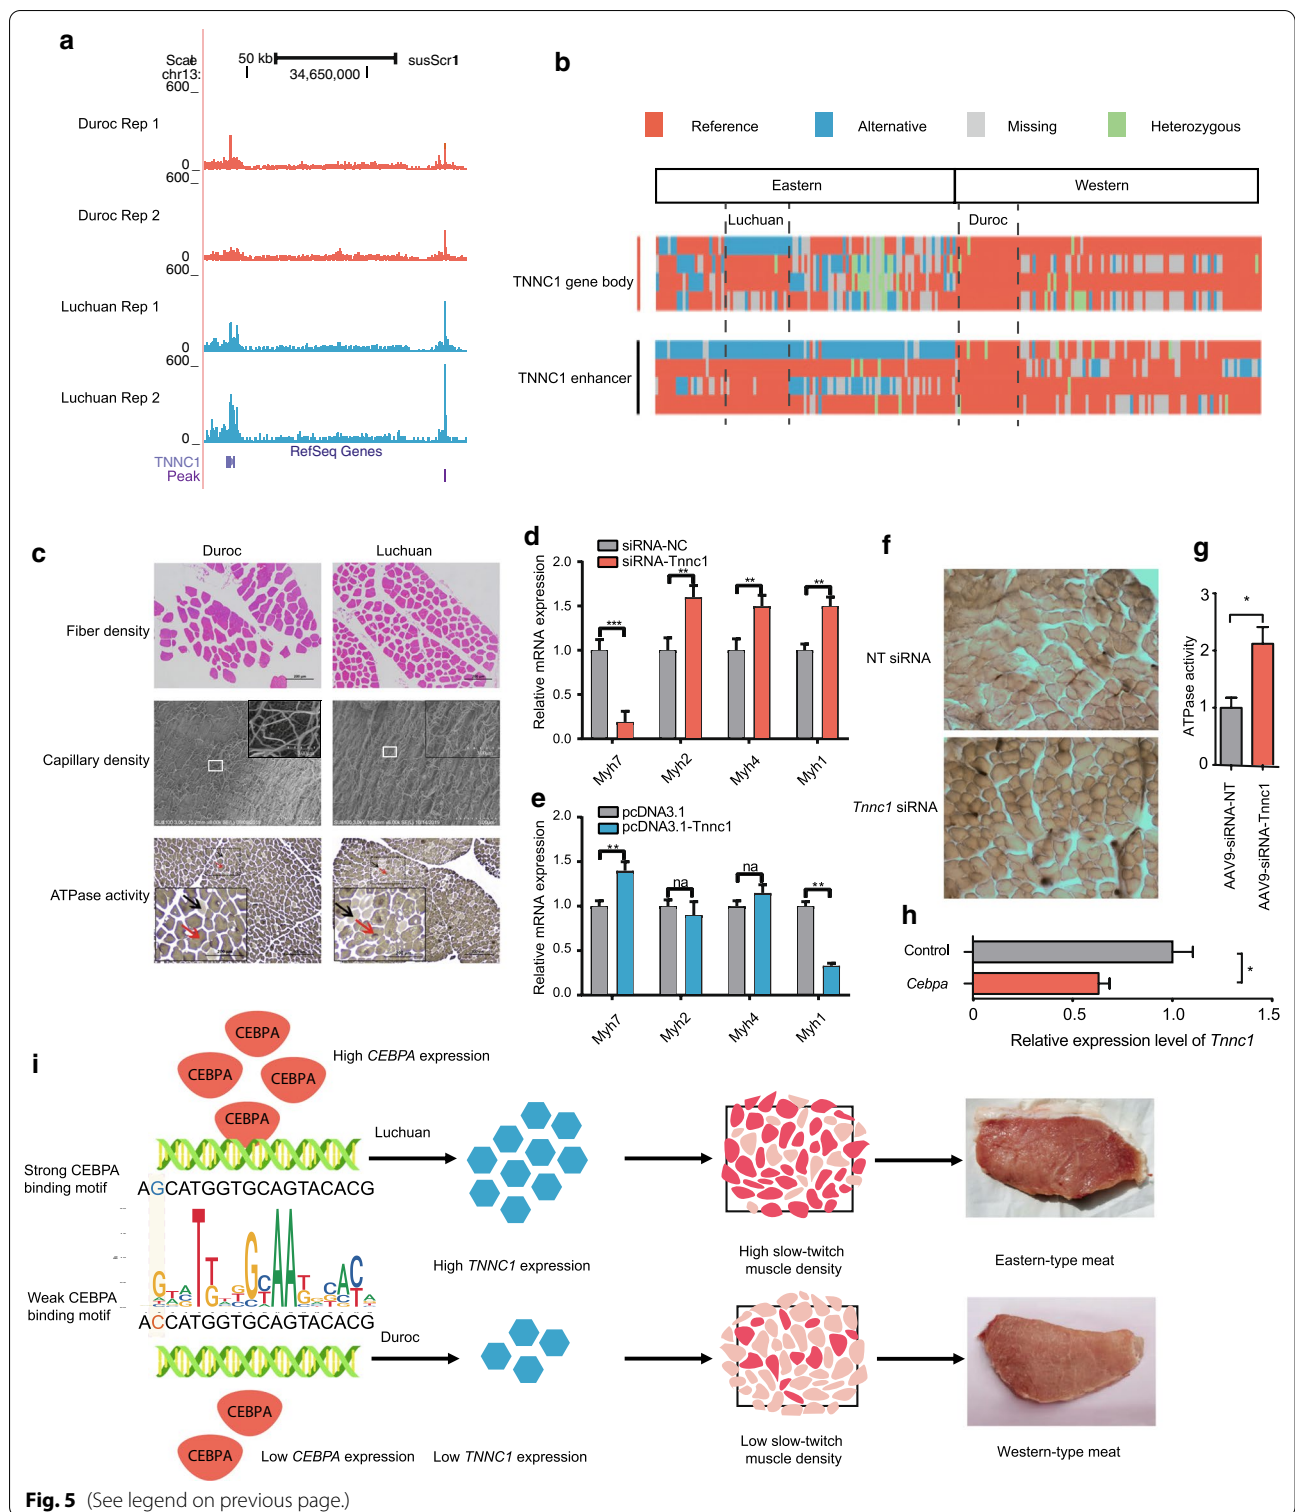 a
Scale
50 kb
susScr11
chr13:
34,650,000
600
Duroc Rep 1
0
600
Duroc Rep 2
0
600
Luchuan Rep 1
0
600
Luchuan Rep 2
0
RefSeq Genes
TNNC1
Peak
b
Reference
Alternative
Missing
Heterozygous
Eastern
Western
Luchuan
Duroc
TNNC1 gene body
TNNC1 enhancer
c
Duroc
Luchuan
Fiber density
Capillary density
ATPase activity
d
siRNA-NC
siRNA-Tnnc1
Relative mRNA expression
2.0
1.5
1.0
0.5
0.0
***
**
**
**
Myh7
Myh2
Myh4
Myh1
e
pcDNA3.1
pcDNA3.1-Tnnc1
Relative mRNA expression
2.0
1.5
1.0
0.5
0.0
**
na
na
**
Myh7
Myh2
Myh4
Myh1
f
NT siRNA
Tnnc1 siRNA
g
ATPase activity
3
2
1
0
*
AAV9-siRNA-NT
AAV9-siRNA-Tnnc1
h
Control
Cebpa
*
0
0.5
1.0
1.5
Relative expression level of Tnnc1
i
CEBPA
CEBPA
CEBPA
CEBPA
High CEBPA expression
Luchuan
Strong CEBPA
binding motif
AGCATGGTGCAGTACACG
High TNNC1 expression
High slow-twitch
muscle density
Eastern-type meat
Weak CEBPA
binding motif
ACCATGGTGCAGTACACG
Duroc
CEBPA
CEBPA
Low CEBPA expression
Low TNNC1 expression
Low slow-twitch
muscle density
Western-type meat
Fig. 5 (See legend on previous page.)